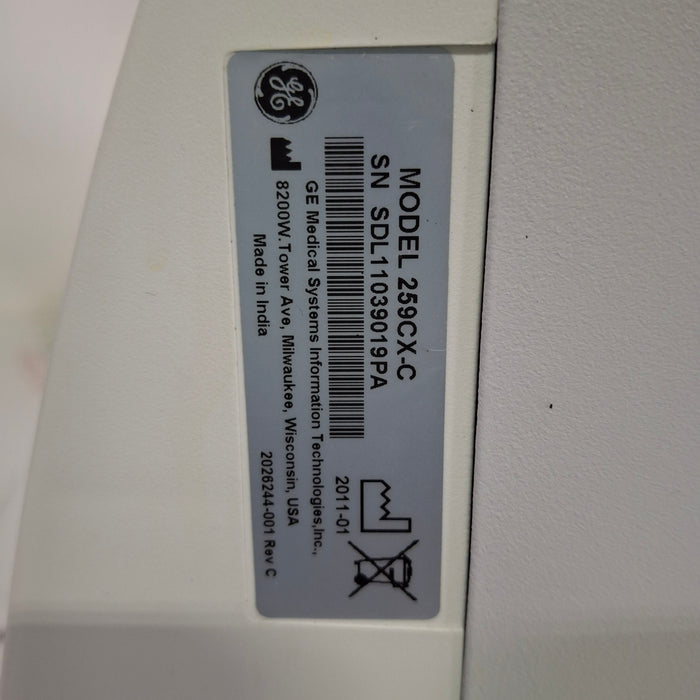 GE
MODEL 259CX-C
SN SDL11039019PA
GE Medical Systems Information Technologies,Inc.,
8200W.Tower Ave, Milwaukee, Wisconsin, USA
Made in India
2011-01
2026244-001 Rev C